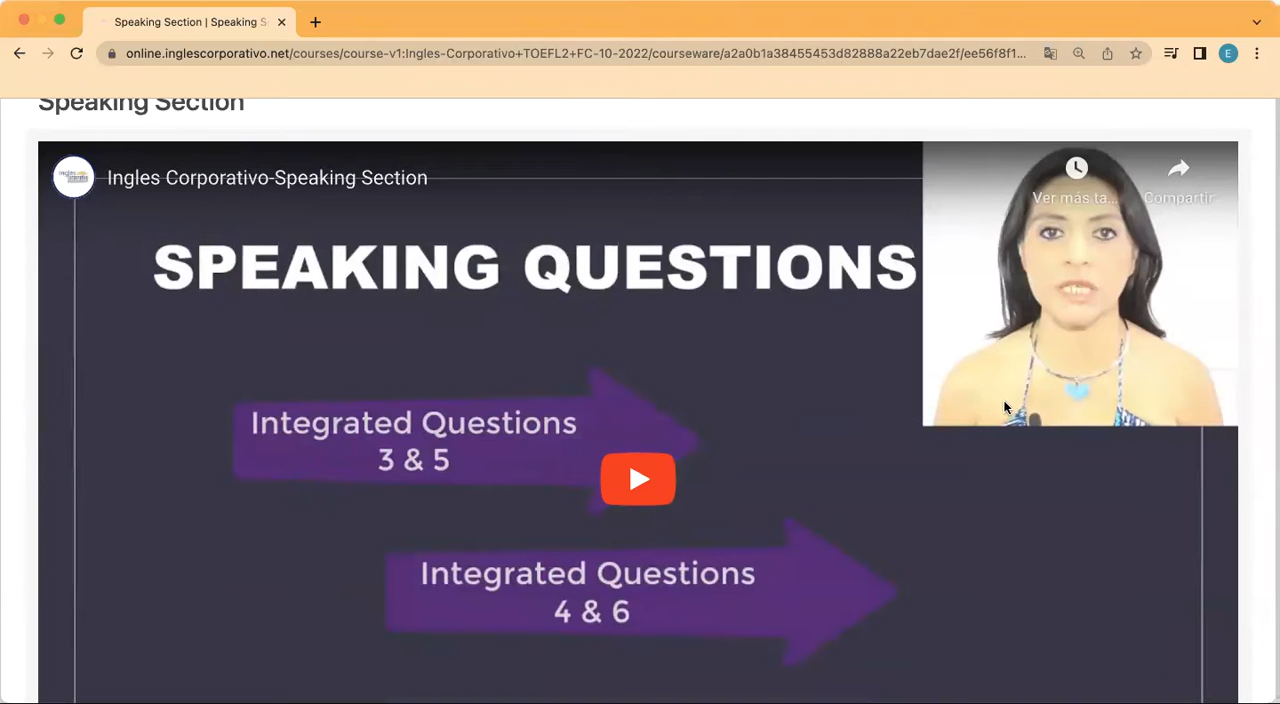 Speaking Section | Speaking S
online.inglescorporativo.net/courses/course-v1:Ingles-Corporativo+TOEFL2+FC-10-2022/courseware/a2a0b1a38455453d82888a22eb7dae2f/ee56f8f1...
E
Speaking Section
Ingles Corporativo-Speaking Section
Ver más ta...
Compartir
SPEAKING QUESTIONS
Integrated Questions
3 & 5
Integrated Questions
4 & 6